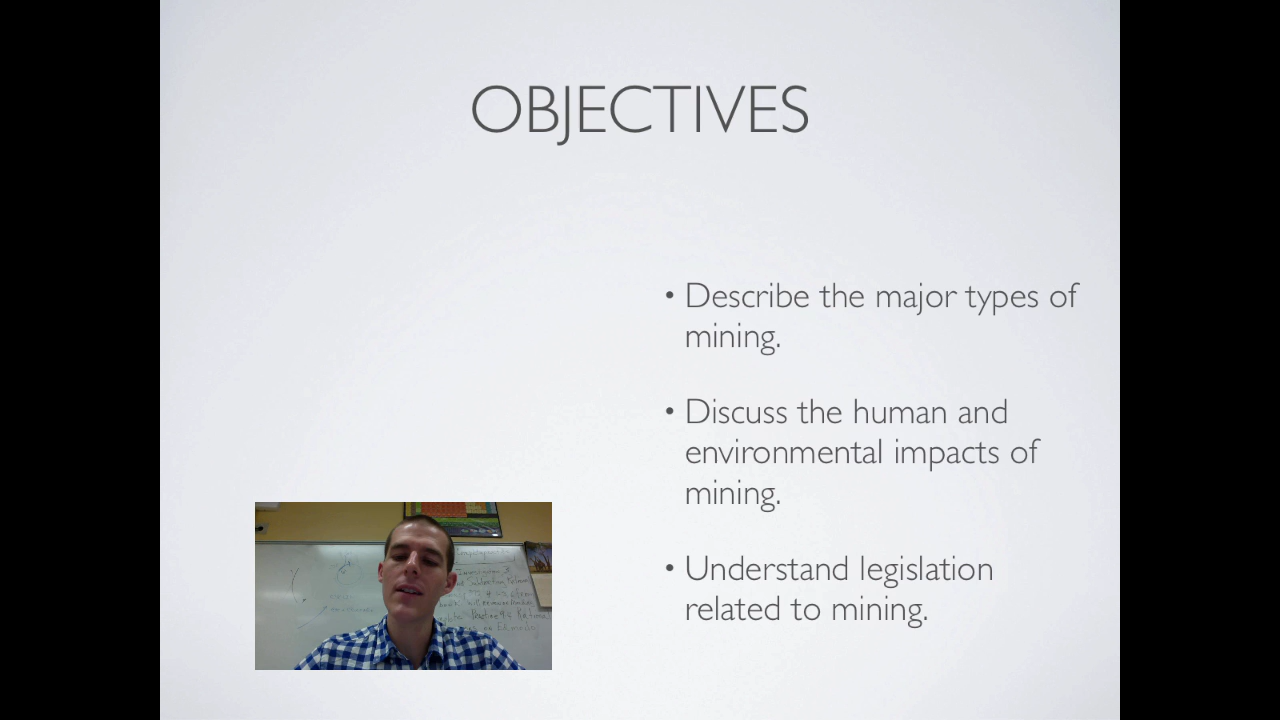 OBJECTIVES
• Describe the major types of
mining.
• Discuss the human and
environmental impacts of
mining.
• Understand legislation
related to mining.